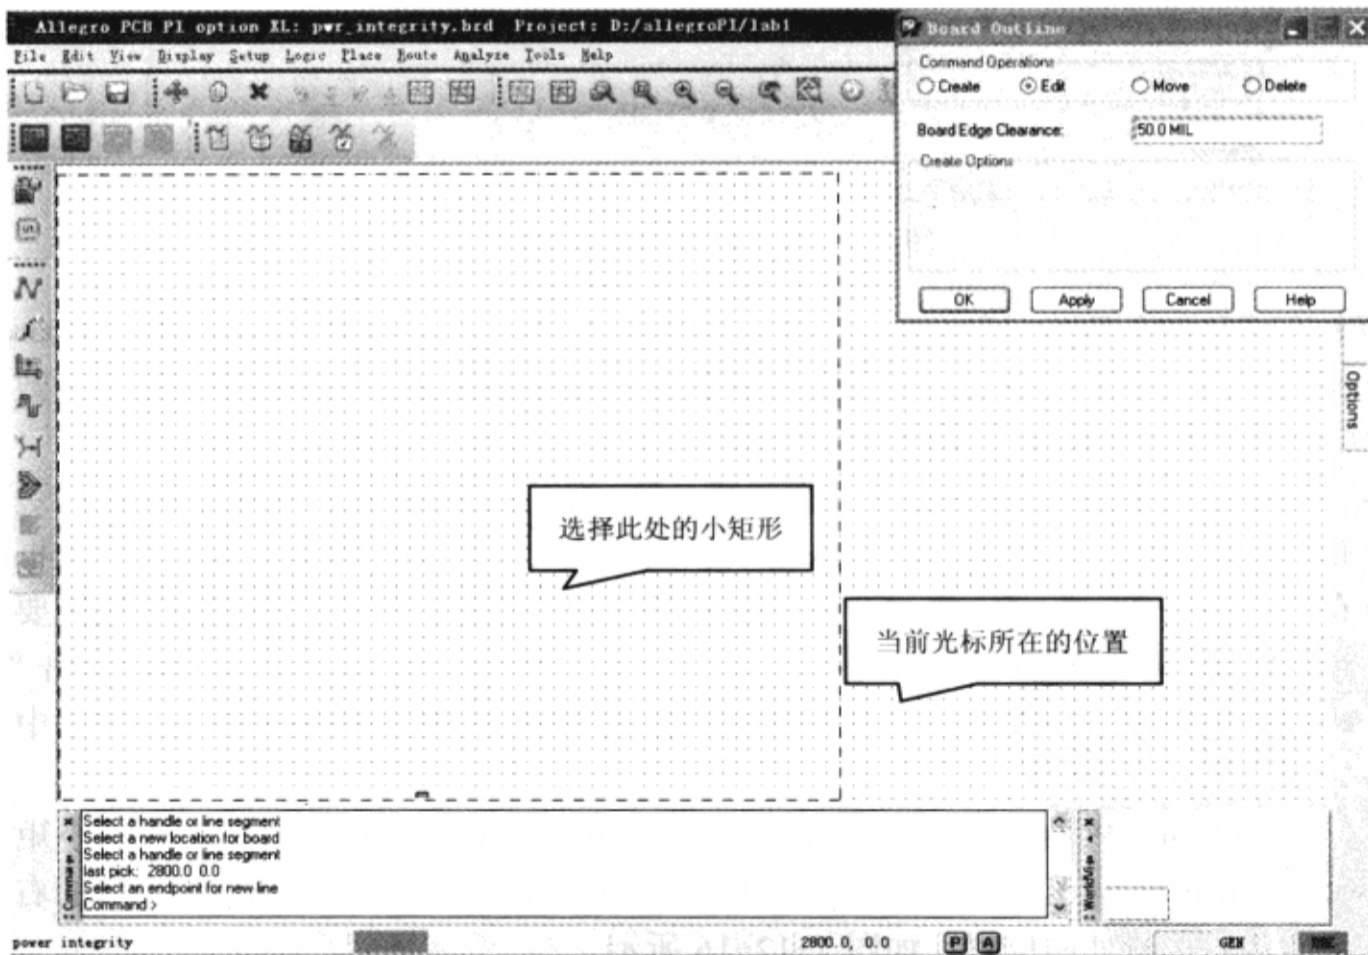 Allegro PCB PI option XL: pwr_integrity.brd Project: D:/allegroPI/lab1
File Edit View Display Setup Logic Place Route Analyze Tools Help
Board Outline
Command Operations
Create Edit Move Delete
Board Edge Clearance: 50.0 MIL
Create Options
OK Apply Cancel Help
Options
选择此处的小矩形
当前光标所在的位置
Select a handle or line segment
Select a new location for board
Select a handle or line segment
last pick: 2800.0 0.0
Select an endpoint for new line
Command >
Command
WorldView
power integrity
2800.0, 0.0
P A
GEN
DRC